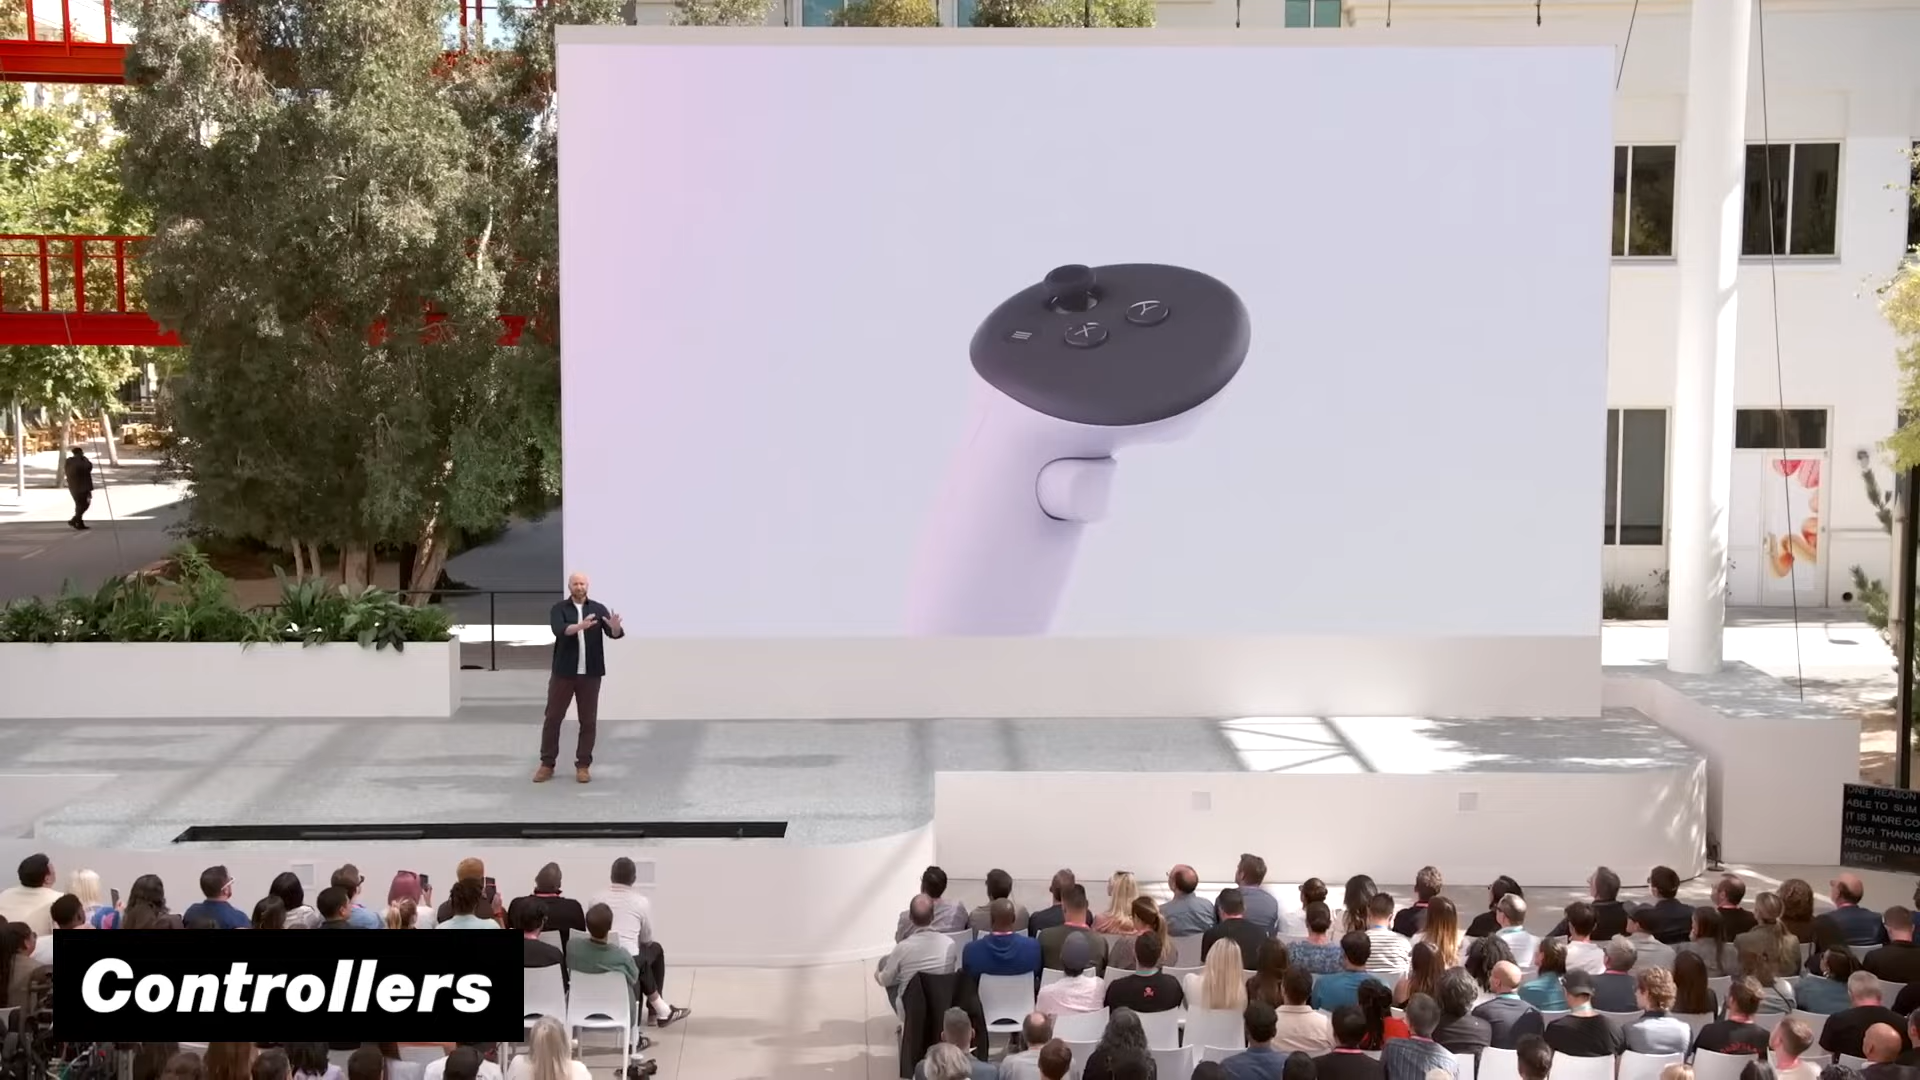 Y
X
ONE REASON
ABLE TO SLIM
IT IS MORE CO
WEAR THANKS
PROFILE AND M
WEIGHT
Controllers